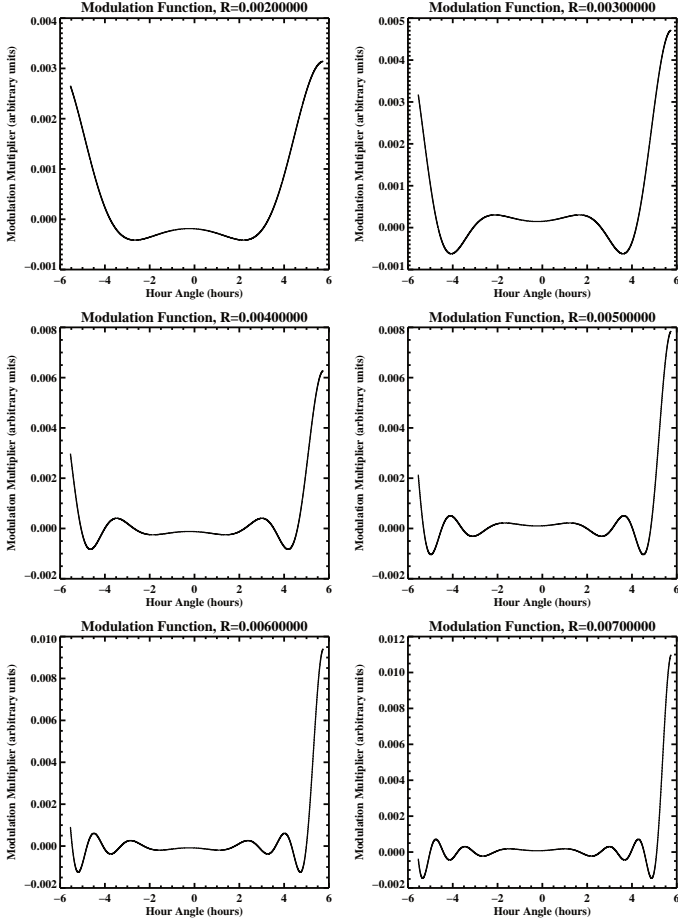 Modulation Function, R=0.00200000
0.004
0.003
0.002
0.001
0.000
−0.001
Modulation Multiplier (arbitrary units)
−6 −4 −2 0 2 4 6
Hour Angle (hours)
Modulation Function, R=0.00300000
0.005
0.004
0.003
0.002
0.001
0.000
−0.001
Modulation Multiplier (arbitrary units)
−6 −4 −2 0 2 4 6
Hour Angle (hours)
Modulation Function, R=0.00400000
0.008
0.006
0.004
0.002
0.000
−0.002
Modulation Multiplier (arbitrary units)
−6 −4 −2 0 2 4 6
Hour Angle (hours)
Modulation Function, R=0.00500000
0.008
0.006
0.004
0.002
0.000
−0.002
Modulation Multiplier (arbitrary units)
−6 −4 −2 0 2 4 6
Hour Angle (hours)
Modulation Function, R=0.00600000
0.010
0.008
0.006
0.004
0.002
0.000
−0.002
Modulation Multiplier (arbitrary units)
−6 −4 −2 0 2 4 6
Hour Angle (hours)
Modulation Function, R=0.00700000
0.012
0.010
0.008
0.006
0.004
0.002
0.000
−0.002
Modulation Multiplier (arbitrary units)
−6 −4 −2 0 2 4 6
Hour Angle (hours)